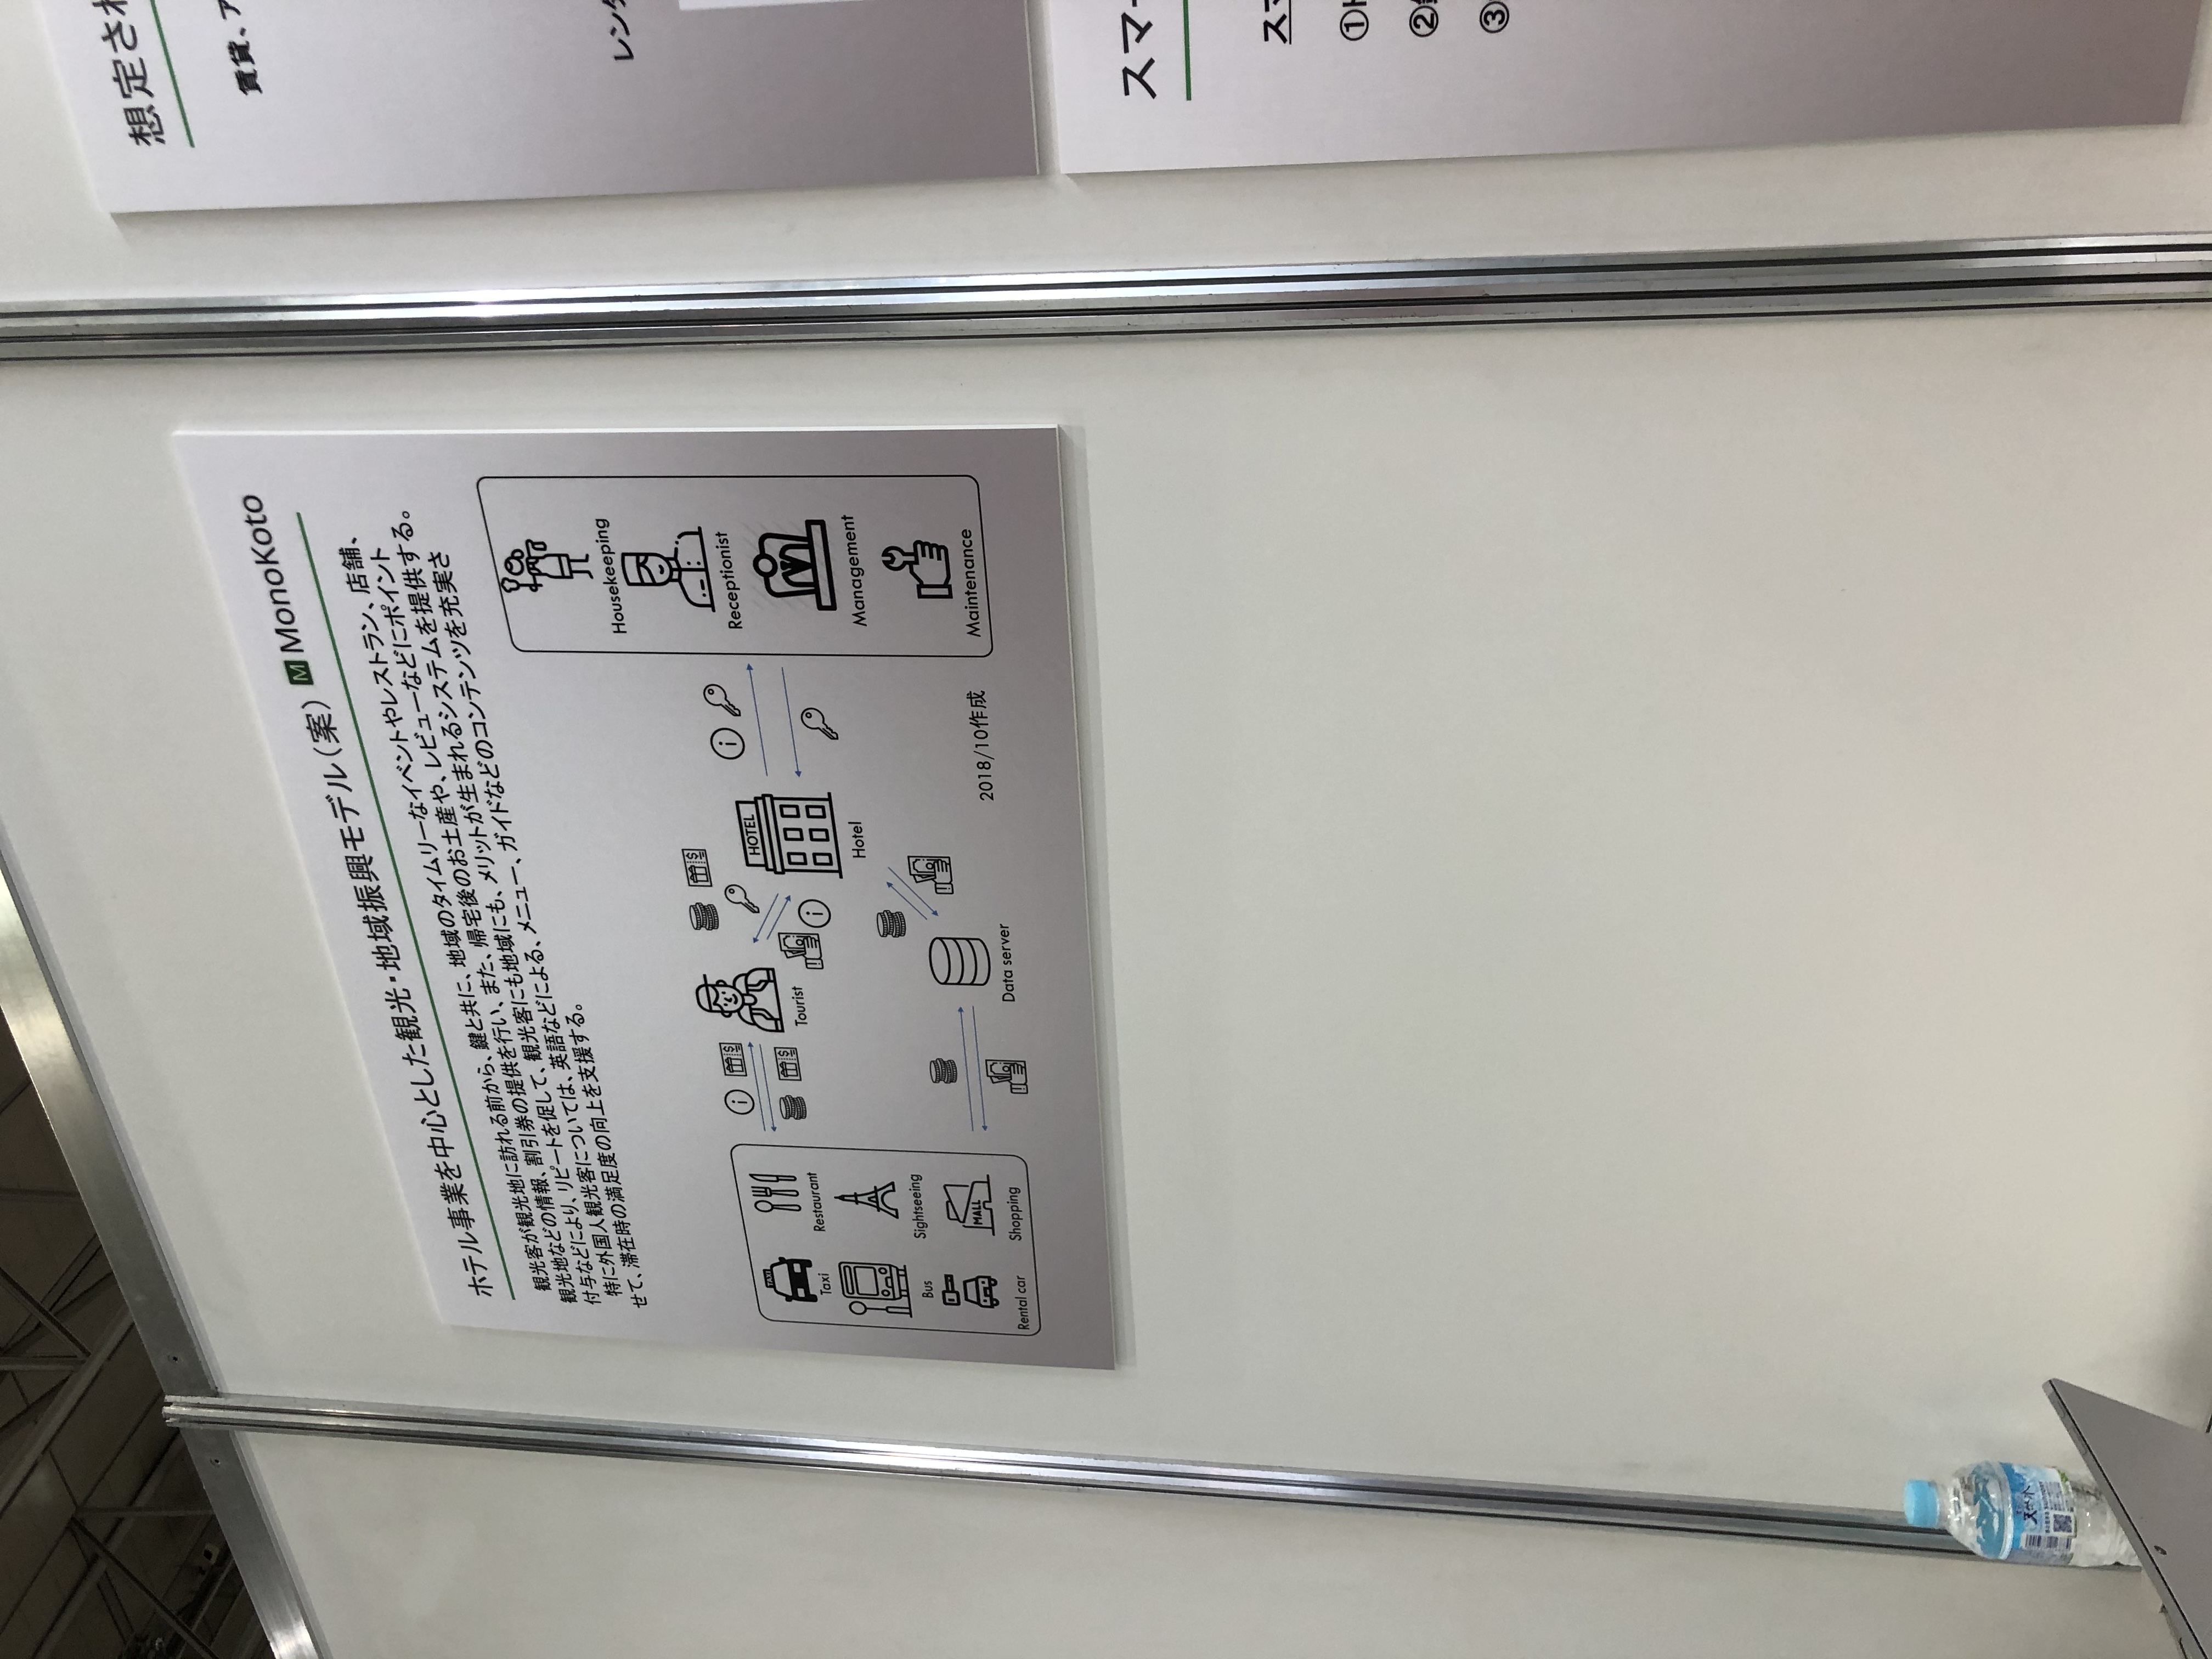 ホテル事業を中心とした観光・地域振興モデル(案) M MonoKoto
観光客が観光地に訪れる前から、鍵と共に、地域のタイムリーなイベントやレストラン、店舗、
観光地などの情報、割引券の提供を行い、また、帰宅後のお土産や、レビューなどにポイント
付与などにより、リピートを促して、観光客にも地域にも、メリットが生まれるシステムを提供する。
特に外国人観光客については、英語などによる、メニュー、ガイドなどのコンテンツを充実さ
せて、滞在時の満足度の向上を支援する。
TAXI
Taxi
Restaurant
Bus
Sightseeing
Rental car
MALL
Shopping
i
$
$
Tourist
$
i
HOTEL
Hotel
i
Data server
2018/10作成
Housekeeping
Receptionist
Management
Maintenance
想定され
賃貸、ア
レンタ
スマー
スマ
①
②
③
天然水
SUNTORY